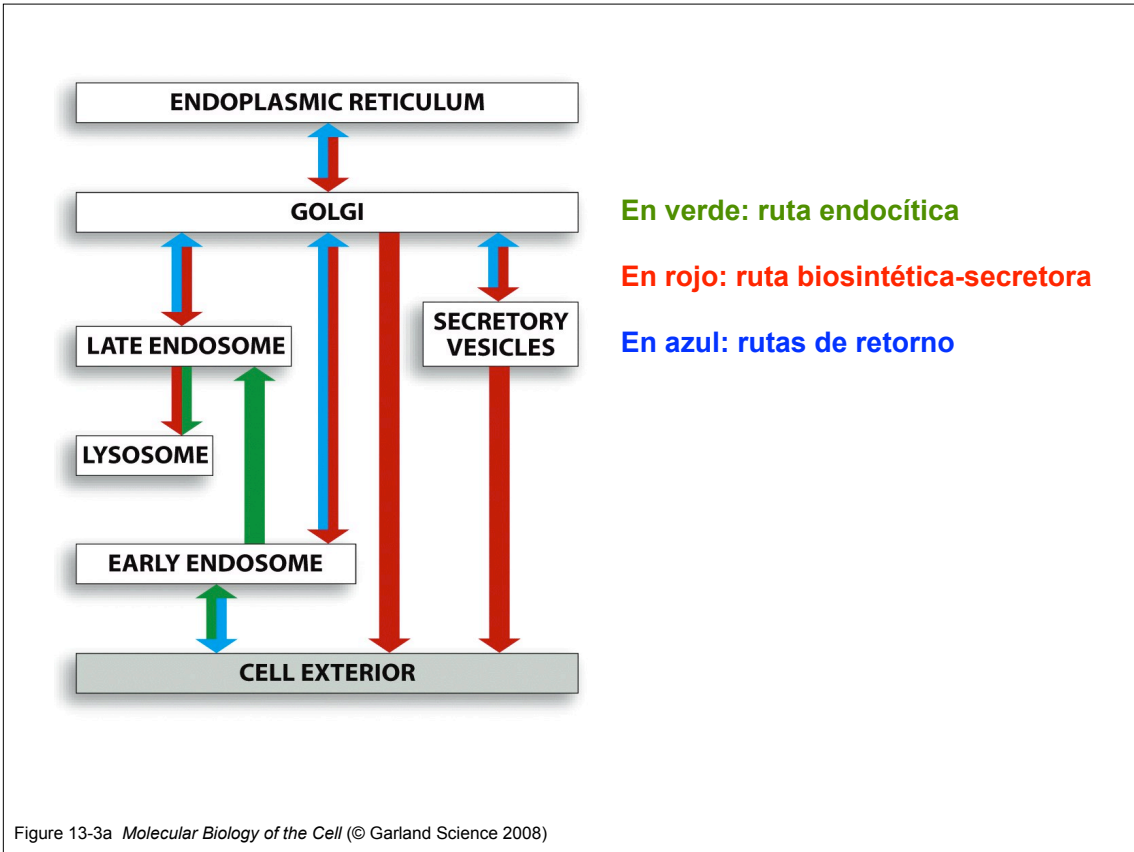 ENDOPLASMIC RETICULUM
GOLGI
En verde: ruta endocítica
En rojo: ruta biosintética-secretora
En azul: rutas de retorno
LATE ENDOSOME
SECRETORY
VESICLES
LYSOSOME
EARLY ENDOSOME
CELL EXTERIOR
Figure 13-3a Molecular Biology of the Cell (© Garland Science 2008)